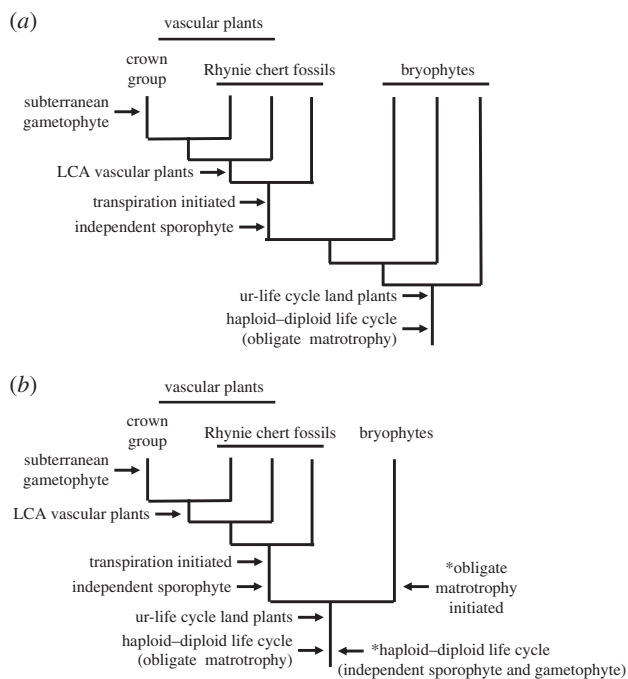 (a)
vascular plants
crown
group
Rhynie chert fossils
bryophytes
subterranean
gametophyte
LCA vascular plants
transpiration initiated
independent sporophyte
ur-life cycle land plants
haploid–diploid life cycle
(obligate matrotrophy)
(b)
vascular plants
crown
group
Rhynie chert fossils
bryophytes
subterranean
gametophyte
LCA vascular plants
transpiration initiated
independent sporophyte
*obligate
matrotrophy
initiated
ur-life cycle land plants
haploid–diploid life cycle
(obligate matrotrophy)
*haploid–diploid life cycle
(independent sporophyte and gametophyte)